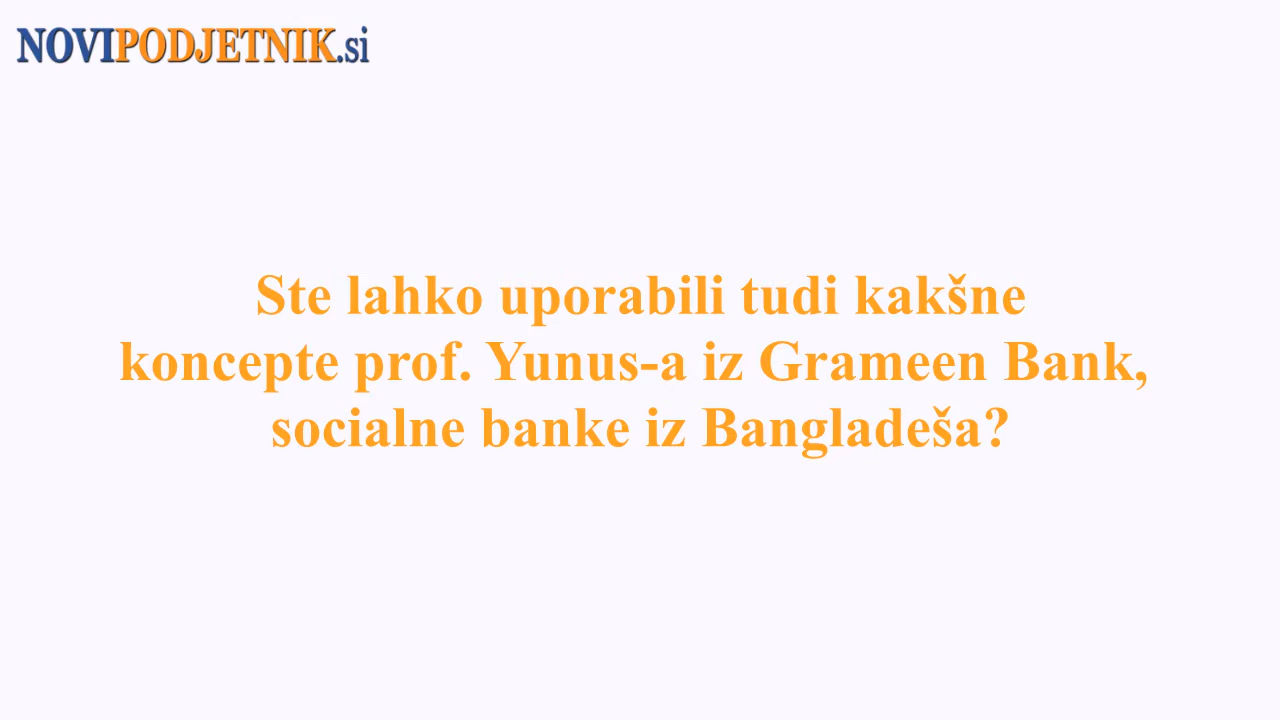 NOVIPODJETNIK.si
Ste lahko uporabili tudi kakšne
koncepte prof. Yunus-a iz Grameen Bank,
socialne banke iz Bangladeša?